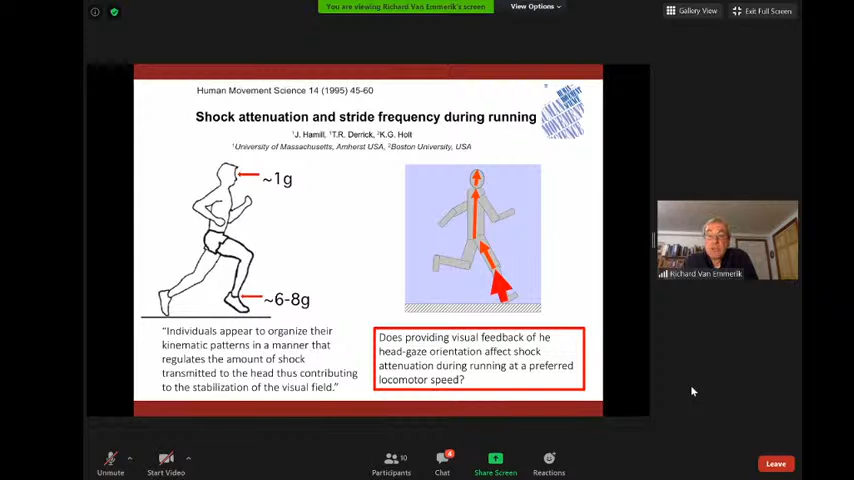 You are viewing Richard Van Emmerik's screen
View Options
Gallery View
Exit Full Screen
Human Movement Science 14 (1995) 45-60
Shock attenuation and stride frequency during running
¹J. Hamill, ¹T.R. Derrick, ²K.G. Holt
¹University of Massachusetts, Amherst USA, ²Boston University, USA
~1g
~6-8g
"Individuals appear to organize their
kinematic patterns in a manner that
regulates the amount of shock
transmitted to the head thus contributing
to the stabilization of the visual field."
Does providing visual feedback of he
head-gaze orientation affect shock
attenuation during running at a preferred
locomotor speed?
Richard Van Emmerik
Unmute
Start Video
10
Participants
4
Chat
Share Screen
Reactions
Leave